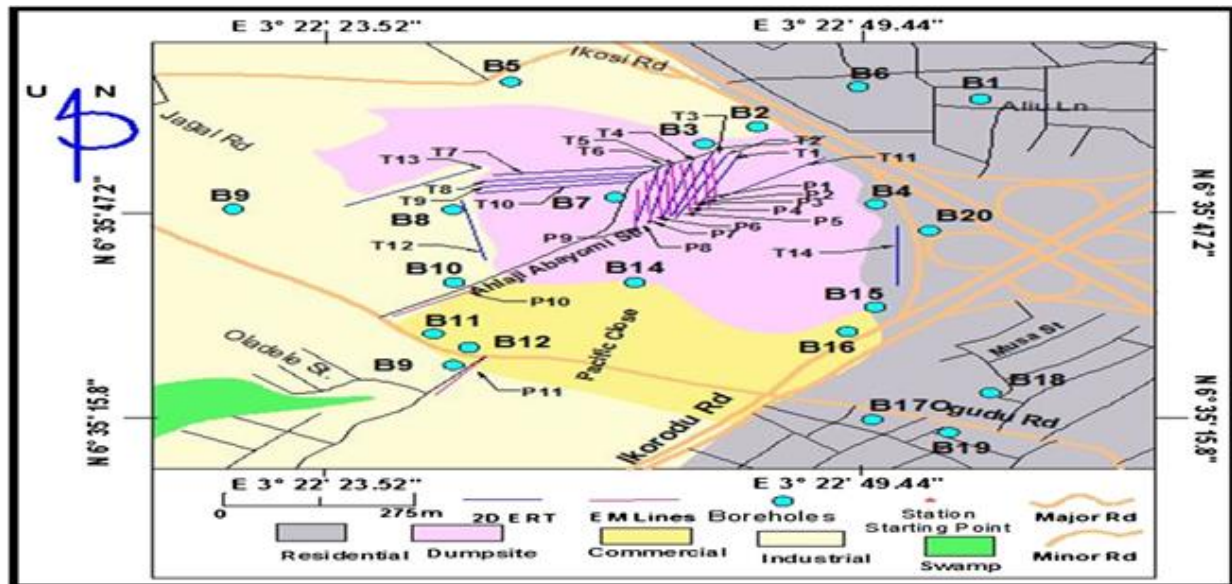 E 3° 22' 23.52"
E 3° 22' 49.44"
Ikosi Rd
B5
B6
B1
Aliu Ln
U
Z
Jagal Rd
B2
T3
B3
T4
T5
T6
T2
T1
T7
T13
T11
N 6° 35'47.2"
N 6° 35'47.2"
T8
T9
T10
B7
P1
P2
P3
P4
P5
P6
P7
P8
P9
B4
B20
B9
B8
T12
T14
Ahlaji Abayomi Str
B10
P10
B14
B15
B16
B11
B12
B9
P11
Oladele St.
Pacific Close
Musa St
B18
B17
Ogudu Rd
B19
Ikorodu Rd
N 6° 35'15.8"
N 6° 35'15.8"
E 3° 22' 23.52"
E 3° 22' 49.44"
0 275m
2D ERT
EM Lines
Boreholes
Station
Starting Point
Major Rd
Residential
Dumpsite
Commercial
Industrial
Swamp
Minor Rd